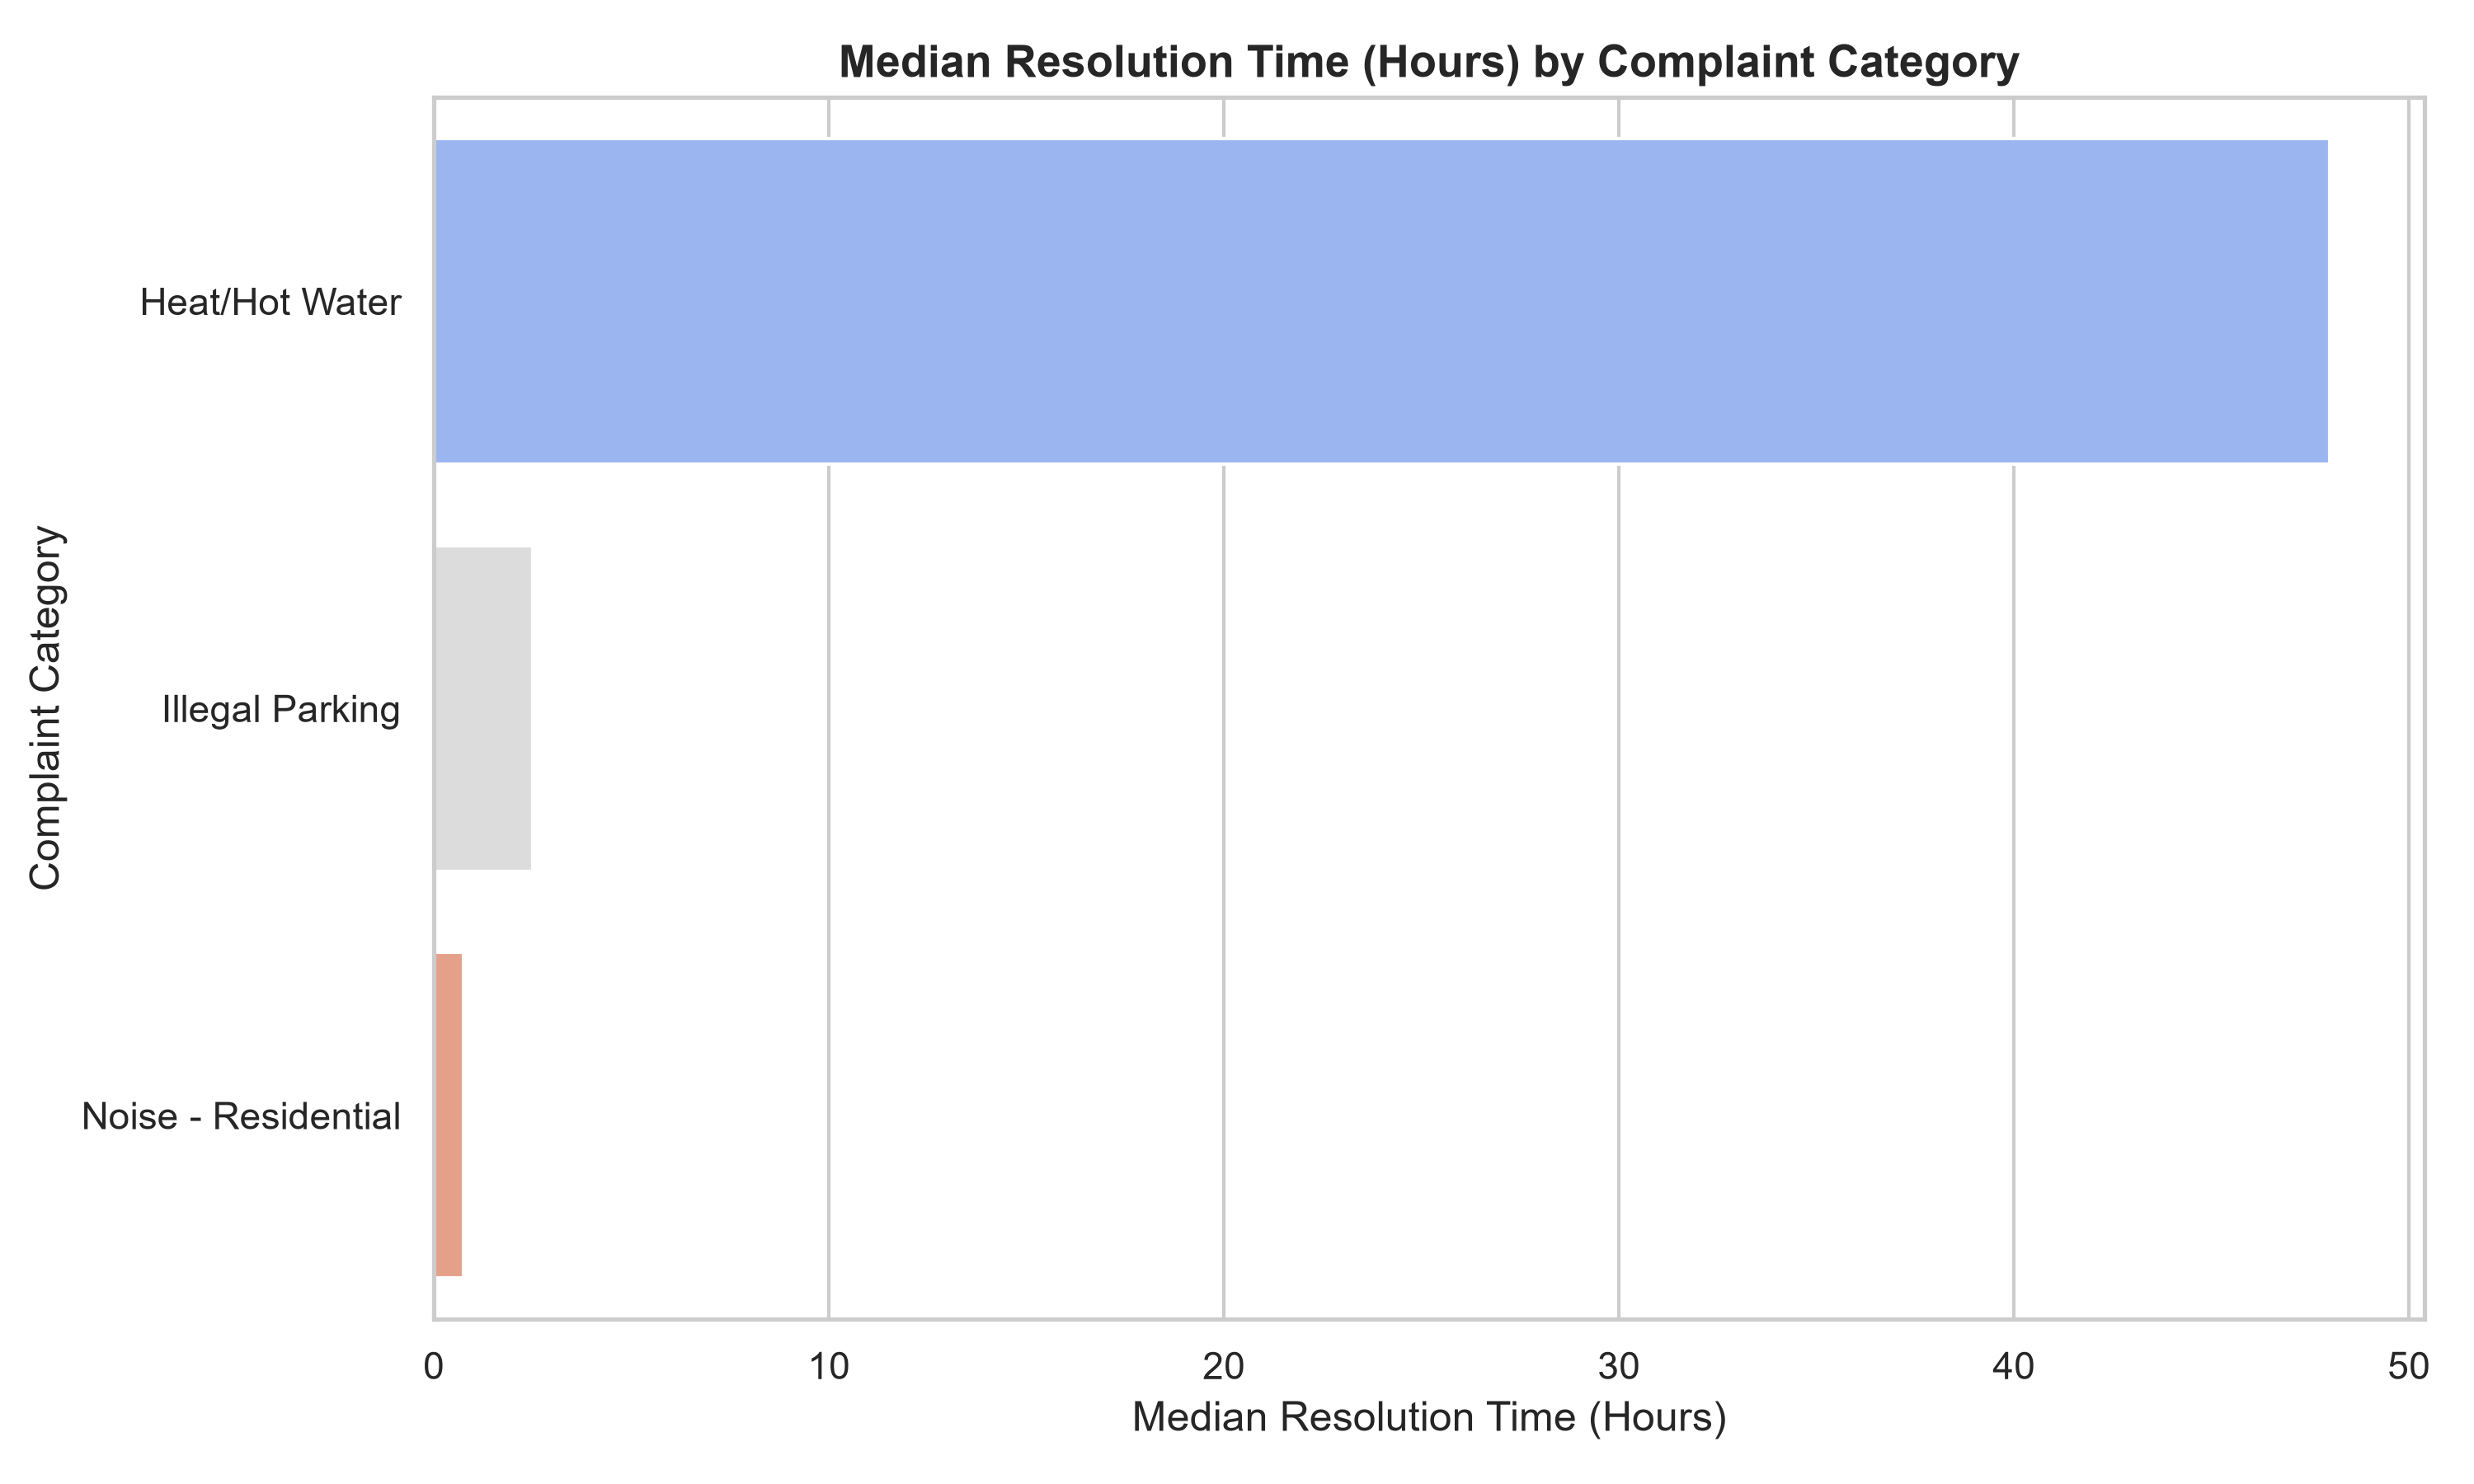 Median Resolution Time (Hours) by Complaint Category
Complaint Category
Heat/Hot Water
Illegal Parking
Noise - Residential
0 10 20 30 40 50
Median Resolution Time (Hours)